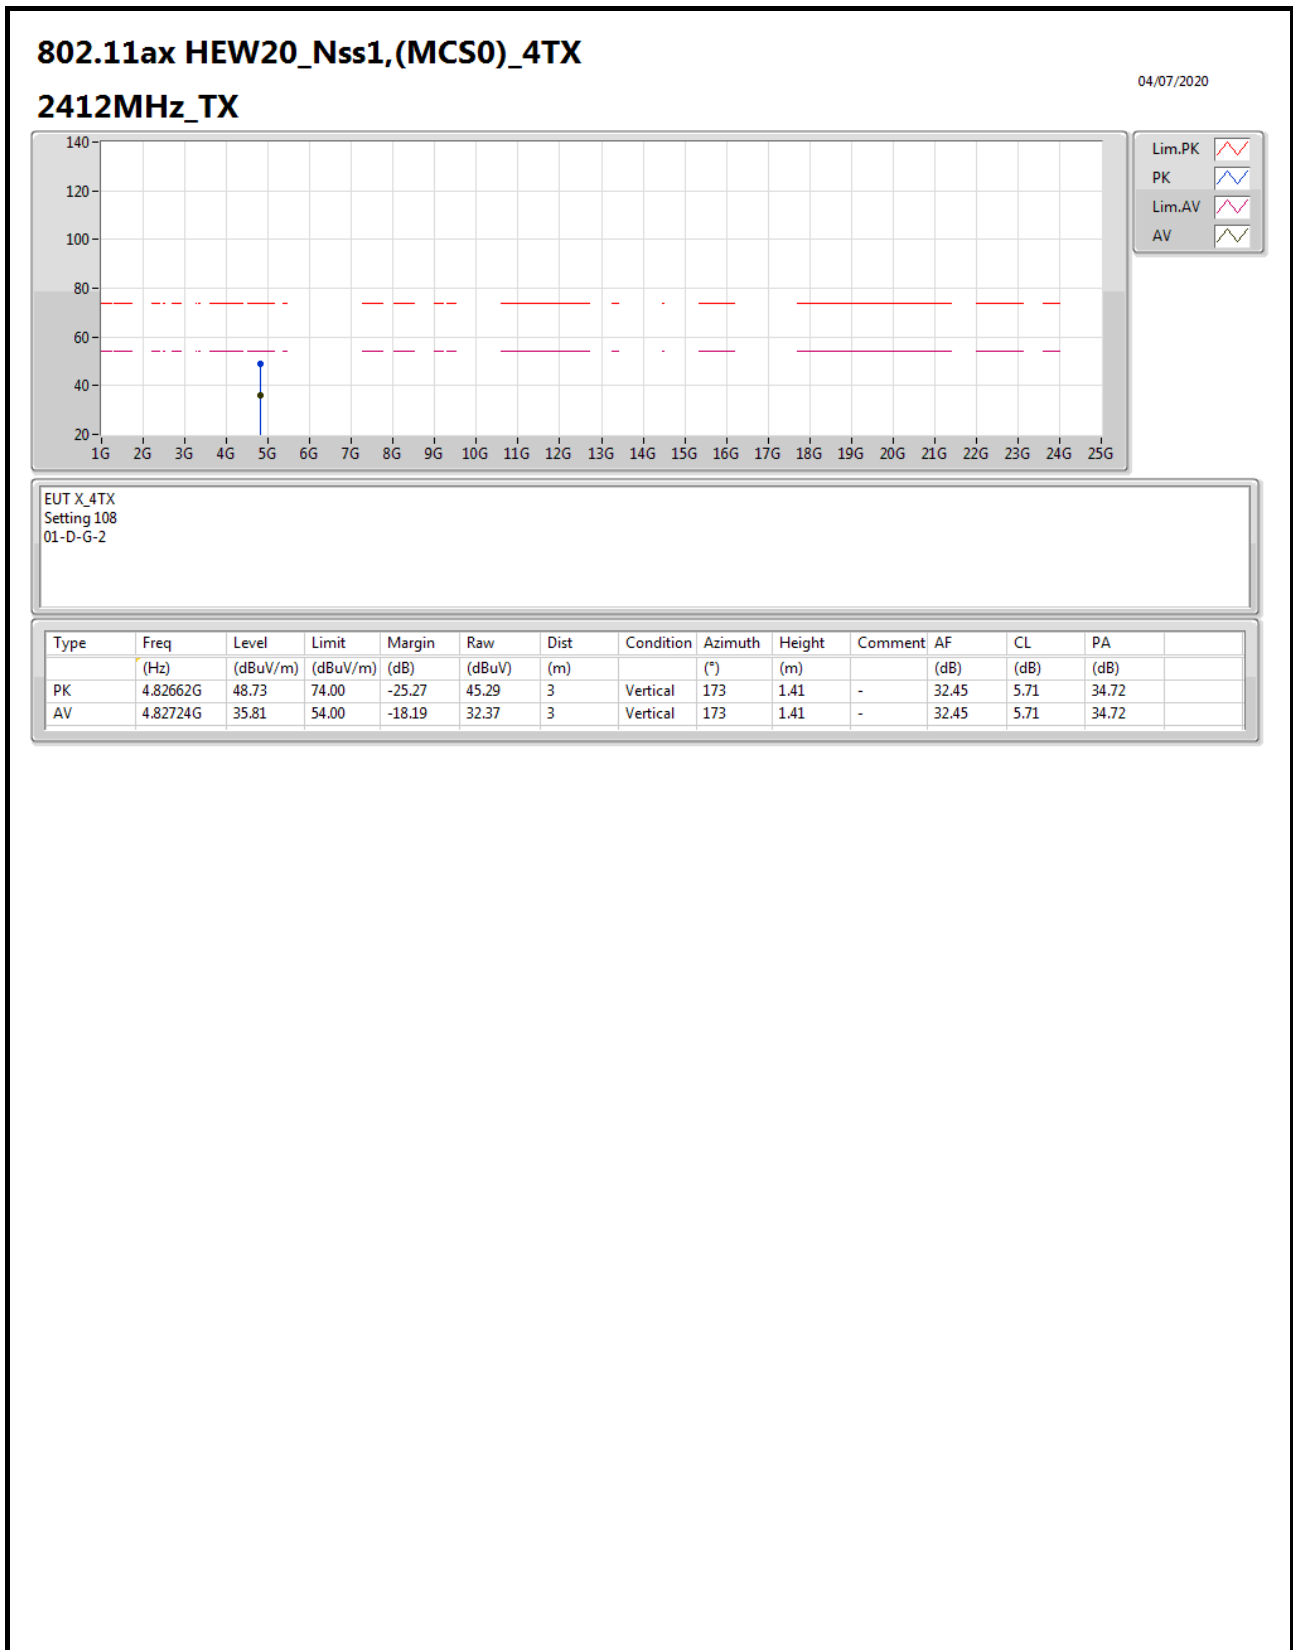 802.11ax HEW20_Nss1,(MCS0)_4TX
04/07/2020
2412MHz_TX
140
120
100
80
60
40
20
1G 2G 3G 4G 5G 6G 7G 8G 9G 10G 11G 12G 13G 14G 15G 16G 17G 18G 19G 20G 21G 22G 23G 24G 25G
Lim.PK
PK
Lim.AV
AV
EUT X_4TX
Setting 108
01-D-G-2
Type Freq Level Limit Margin Raw Dist Condition Azimuth Height Comment AF CL PA
(Hz) (dBuV/m) (dBuV/m) (dB) (dBuV) (m) (°) (m) (dB) (dB) (dB)
PK 4.82662G 48.73 74.00 -25.27 45.29 3 Vertical 173 1.41 - 32.45 5.71 34.72
AV 4.82724G 35.81 54.00 -18.19 32.37 3 Vertical 173 1.41 - 32.45 5.71 34.72